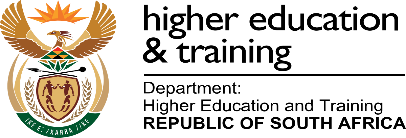 higher education
& training
Department:
Higher Education and Training
REPUBLIC OF SOUTH AFRICA